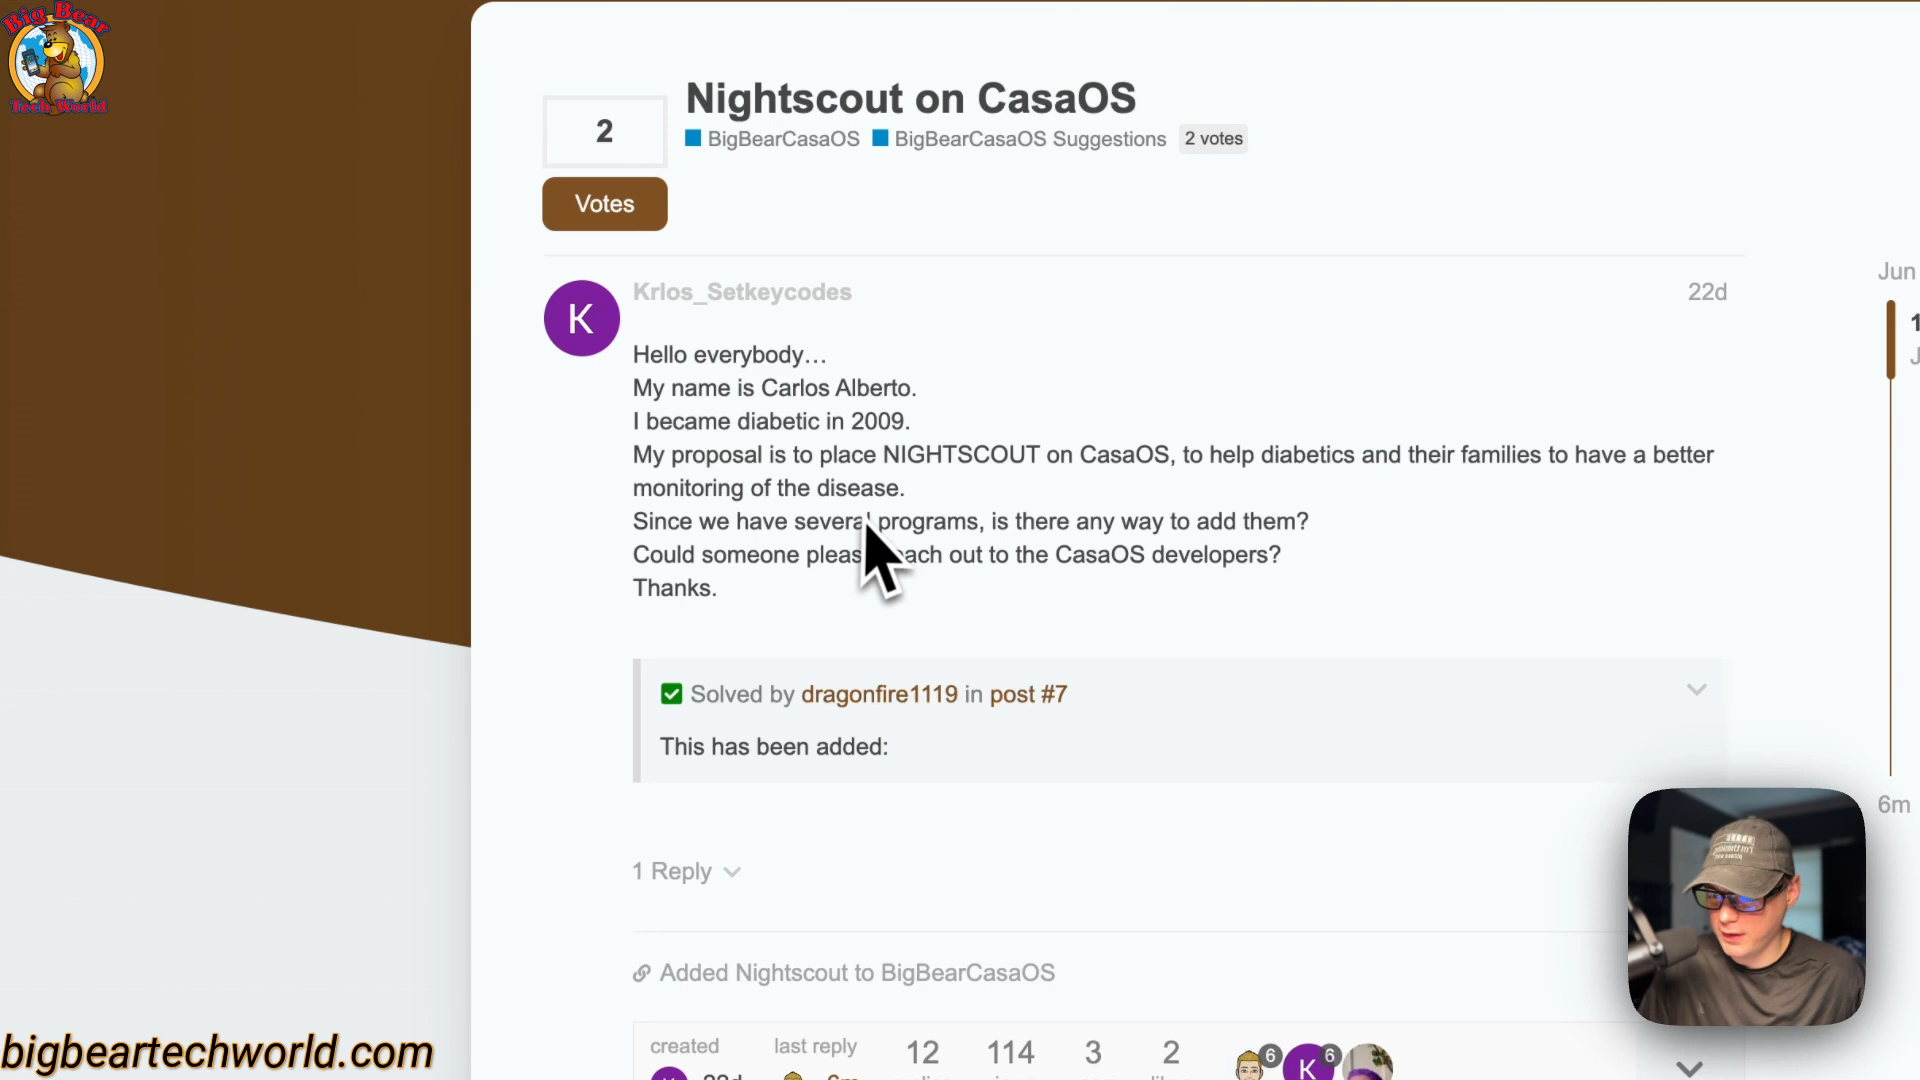 Big Bear
Tech World
Nightscout on CasaOS
2
BigBearCasaOS BigBearCasaOS Suggestions 2 votes
Votes
Krlos_Setkeycodes
22d
K
Hello everybody…
My name is Carlos Alberto.
I became diabetic in 2009.
My proposal is to place NIGHTSCOUT on CasaOS, to help diabetics and their families to have a better
monitoring of the disease.
Since we have several programs, is there any way to add them?
Could someone pleas ach out to the CasaOS developers?
Thanks.
Jun
1
J
Solved by dragonfire1119 in post #7
This has been added:
6m
1 Reply
Added Nightscout to BigBearCasaOS
created last reply 12 114 3 2 6 K 6
22d 6m
bigbeartechworld.com